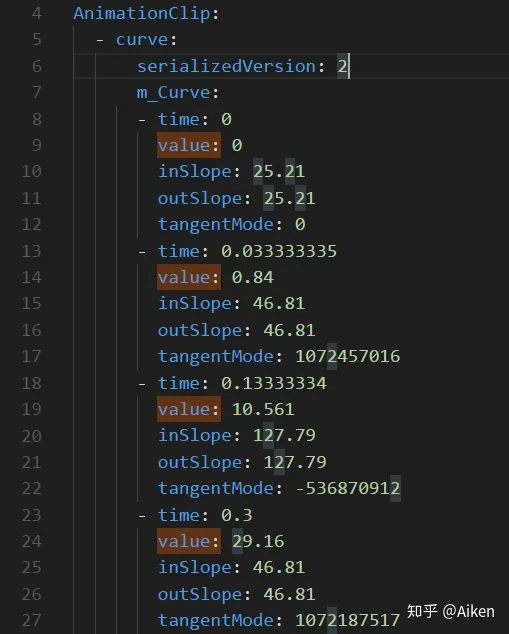 4 AnimationClip:
5 - curve:
6 serializedVersion: 2
7 m_Curve:
8 - time: 0
9 value: 0
10 inSlope: 25.21
11 outSlope: 25.21
12 tangentMode: 0
13 - time: 0.033333335
14 value: 0.84
15 inSlope: 46.81
16 outSlope: 46.81
17 tangentMode: 1072457016
18 - time: 0.13333334
19 value: 10.561
20 inSlope: 127.79
21 outSlope: 127.79
22 tangentMode: -536870912
23 - time: 0.3
24 value: 29.16
25 inSlope: 46.81
26 outSlope: 46.81
27 tangentMode: 1072187517
知乎 @Aiken